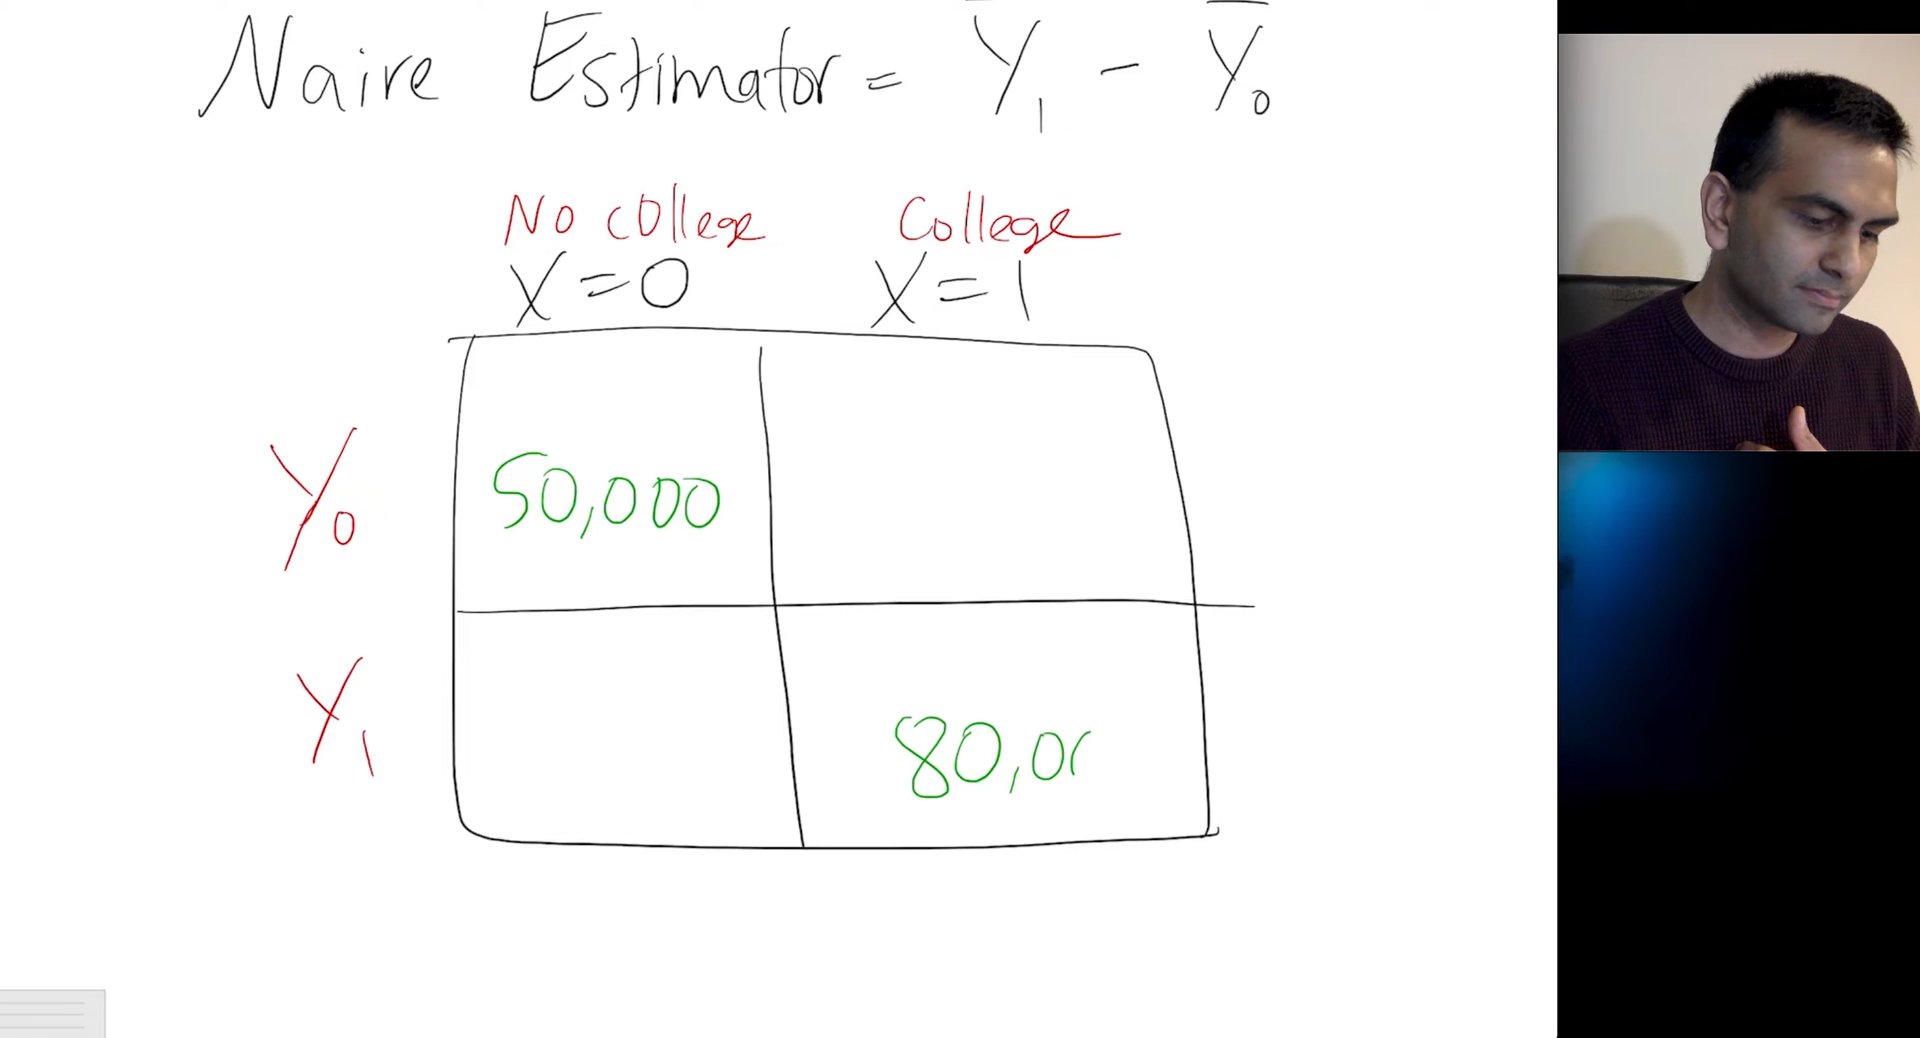 Naive Estimator = Y̅₁ - Y̅₀
No college College
X=0 X=1
Y₀ 50,000
Y₁ 80,0(